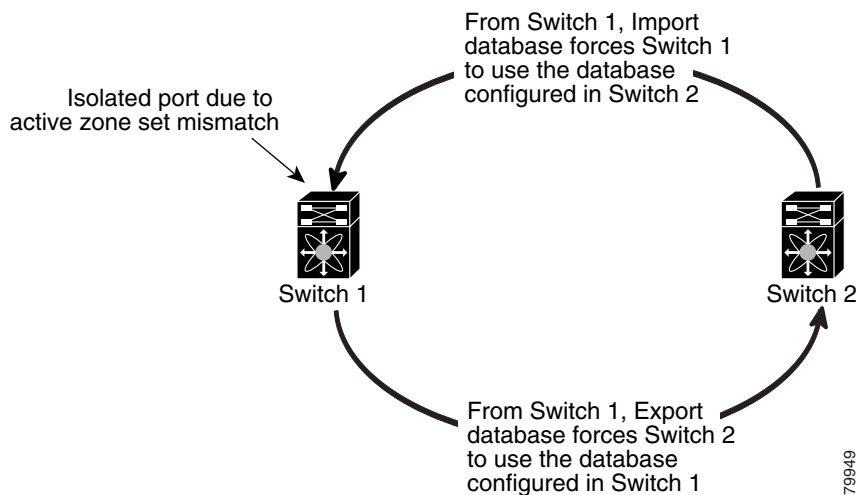 From Switch 1, Import
database forces Switch 1
to use the database
configured in Switch 2
Isolated port due to
active zone set mismatch
Switch 1
Switch 2
From Switch 1, Export
database forces Switch 2
to use the database
configured in Switch 1
79949